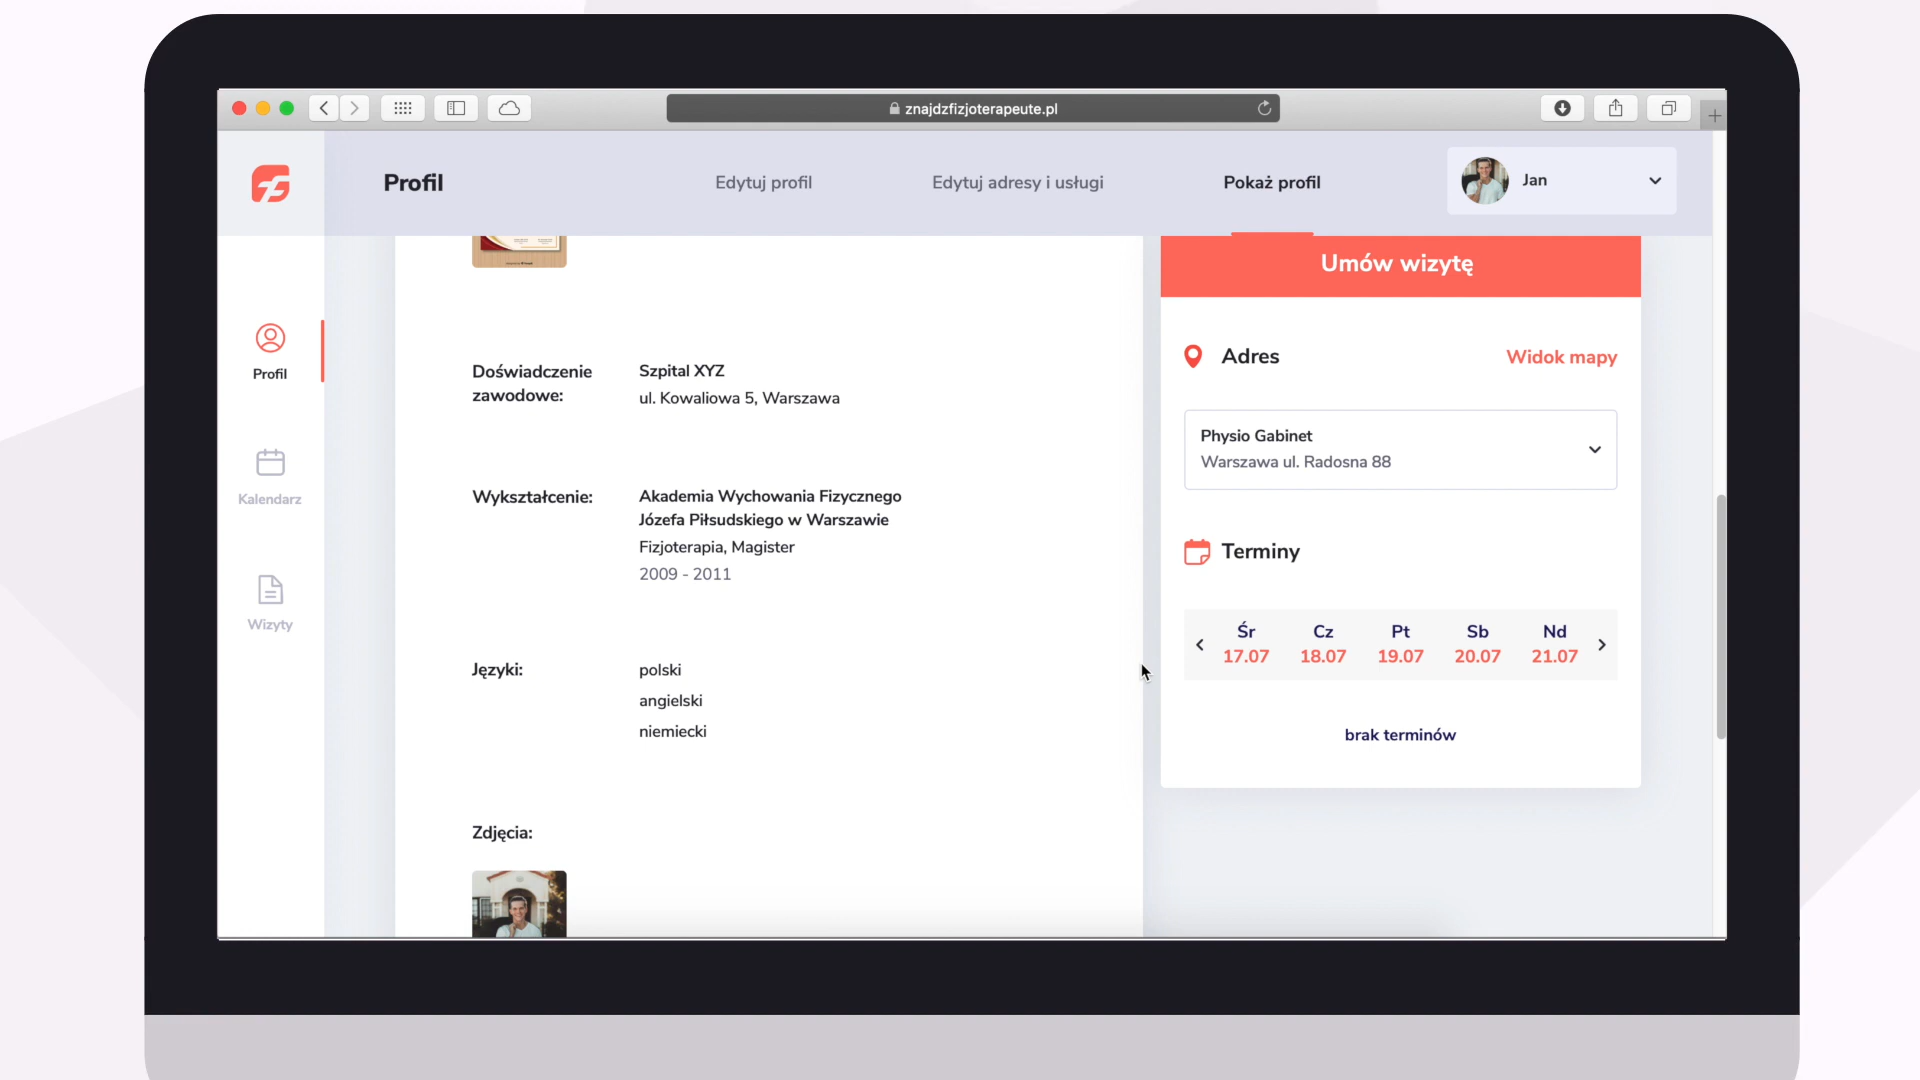 znajdzfizjoterapeute.pl
Profil
Edytuj profil
Edytuj adresy i usługi
Pokaż profil
Jan
Profil
Kalendarz
Wizyty
Doświadczenie
zawodowe:
Szpital XYZ
ul. Kowaliowa 5, Warszawa
Wykształcenie:
Akademia Wychowania Fizycznego
Józefa Piłsudskiego w Warszawie
Fizjoterapia, Magister
2009 - 2011
Języki:
polski
angielski
niemiecki
Zdjęcia:
Umów wizytę
Adres
Widok mapy
Physio Gabinet
Warszawa ul. Radosna 88
Terminy
Śr Cz Pt Sb Nd
17.07 18.07 19.07 20.07 21.07
brak terminów